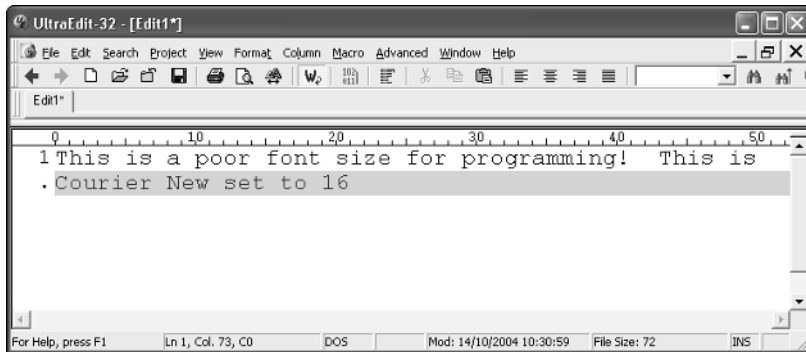 UltraEdit-32 - [Edit1*]
File Edit Search Project View Format Column Macro Advanced Window Help
Edit1*
0 10 20 30 40 50
1 This is a poor font size for programming!  This is
. Courier New set to 16
For Help, press F1 Ln 1, Col. 73, C0 DOS Mod: 14/10/2004 10:30:59 File Size: 72 INS